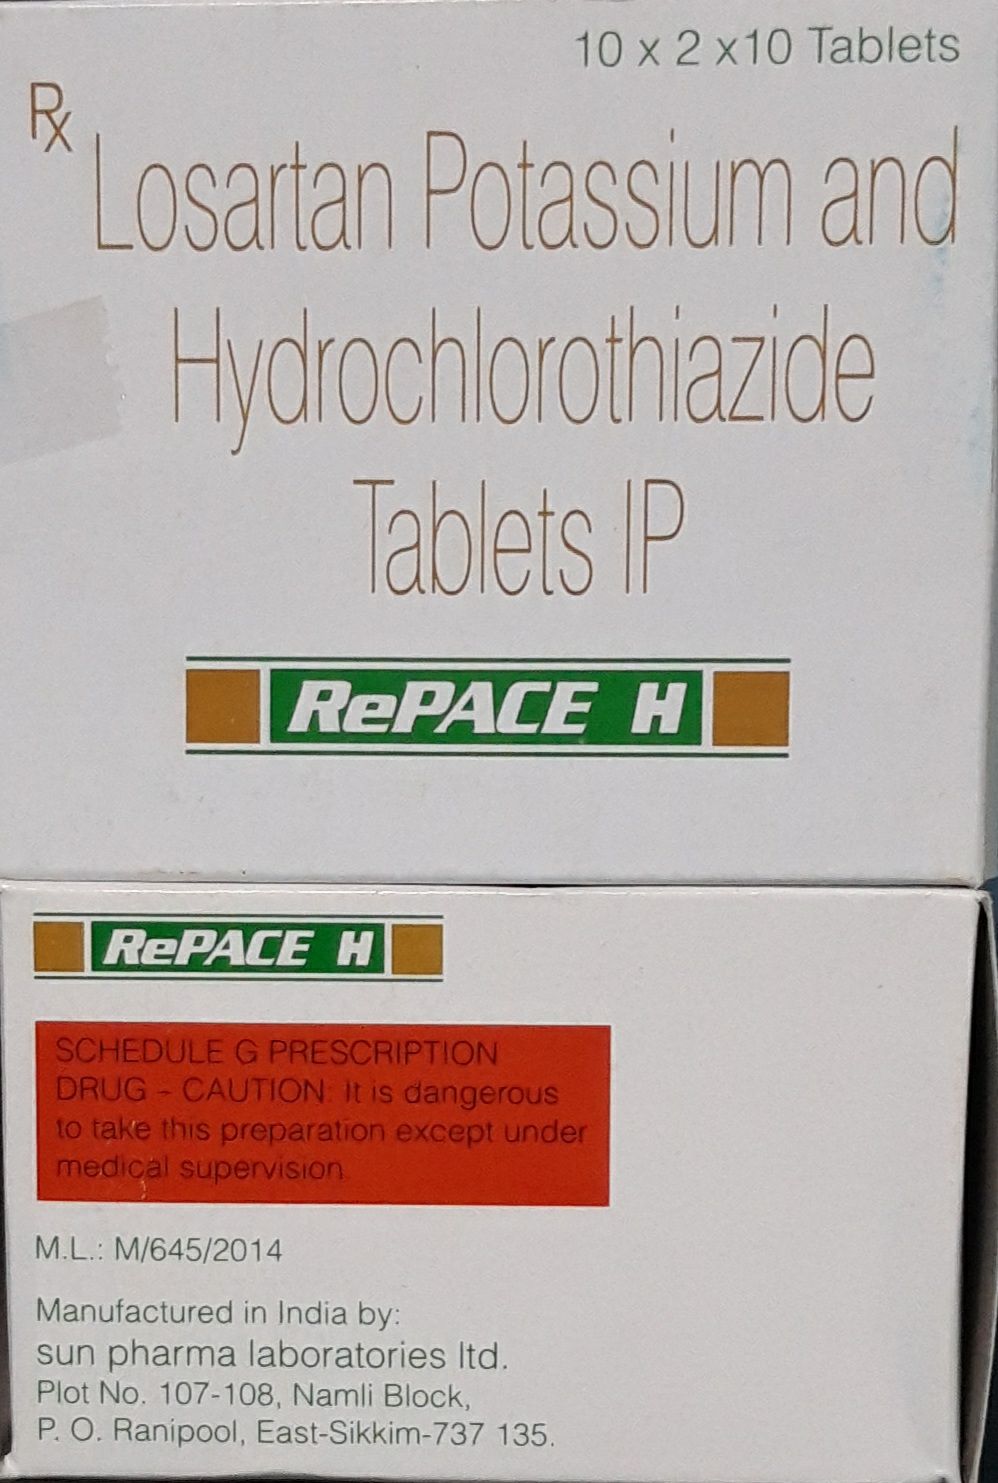 10 x 2 x10 Tablets
Rx
Losartan Potassium and
Hydrochlorothiazide
Tablets IP
RePACE H
RePACE H
SCHEDULE G PRESCRIPTION
DRUG - CAUTION: It is dangerous
to take this preparation except under
medical supervision
M.L.: M/645/2014
Manufactured in India by:
sun pharma laboratories ltd.
Plot No. 107-108, Namli Block,
P. O. Ranipool, East-Sikkim-737 135.